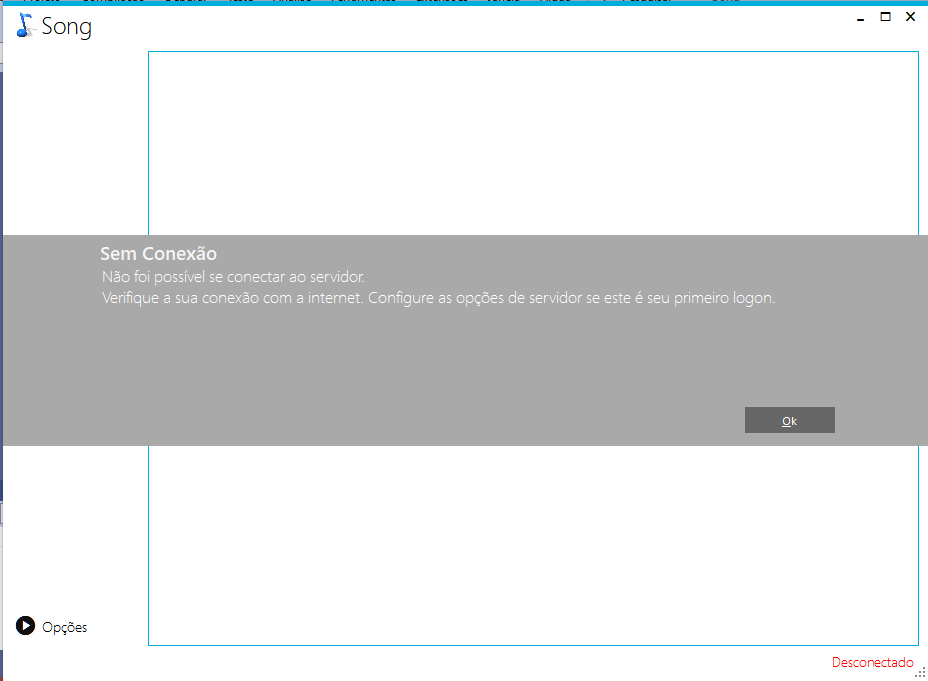 Song
Sem Conexão
Não foi possível se conectar ao servidor.
Verifique a sua conexão com a internet. Configure as opções de servidor se este é seu primeiro logon.
Ok
Opções
Desconectado